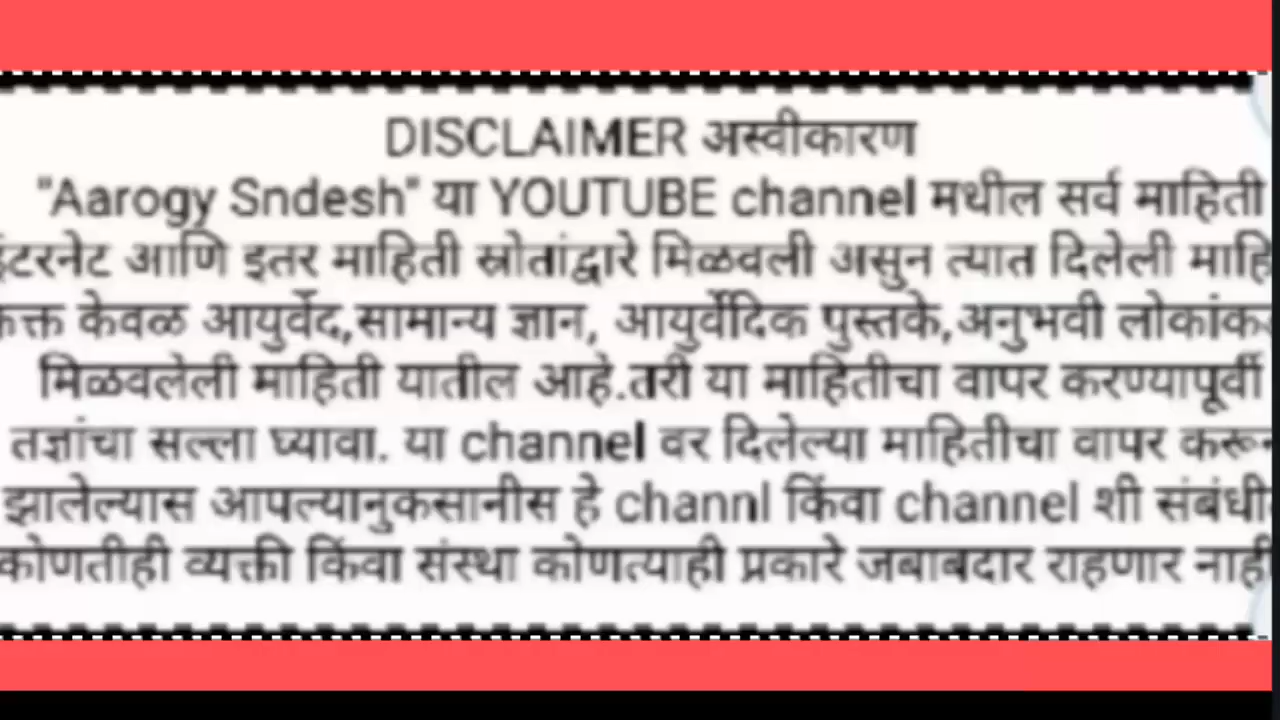 DISCLAIMER अस्वीकारण
"Aarogy Sndesh" या YOUTUBE channel मधील सर्व माहिती
आणि इतर माहिती स्रोतांद्वारे मिळवली असुन त्यात दिलेली
केवळ आयुर्वेद,सामान्य ज्ञान, आयुर्वेदिक पुस्तके,अनुभवी
मिळवलेली माहिती यातील आहे.तरी या माहितीचा वापर करण्यापूर्वी
तज्ञांचा सल्ला घ्यावा. या channel वर दिलेल्या माहितीचा वापर
झालेल्यास आपल्यानुकसानीस हे channl किंवा channel शी
कोणतीही व्यक्ती किंवा संस्था कोणत्याही प्रकारे जबाबदार राहणार